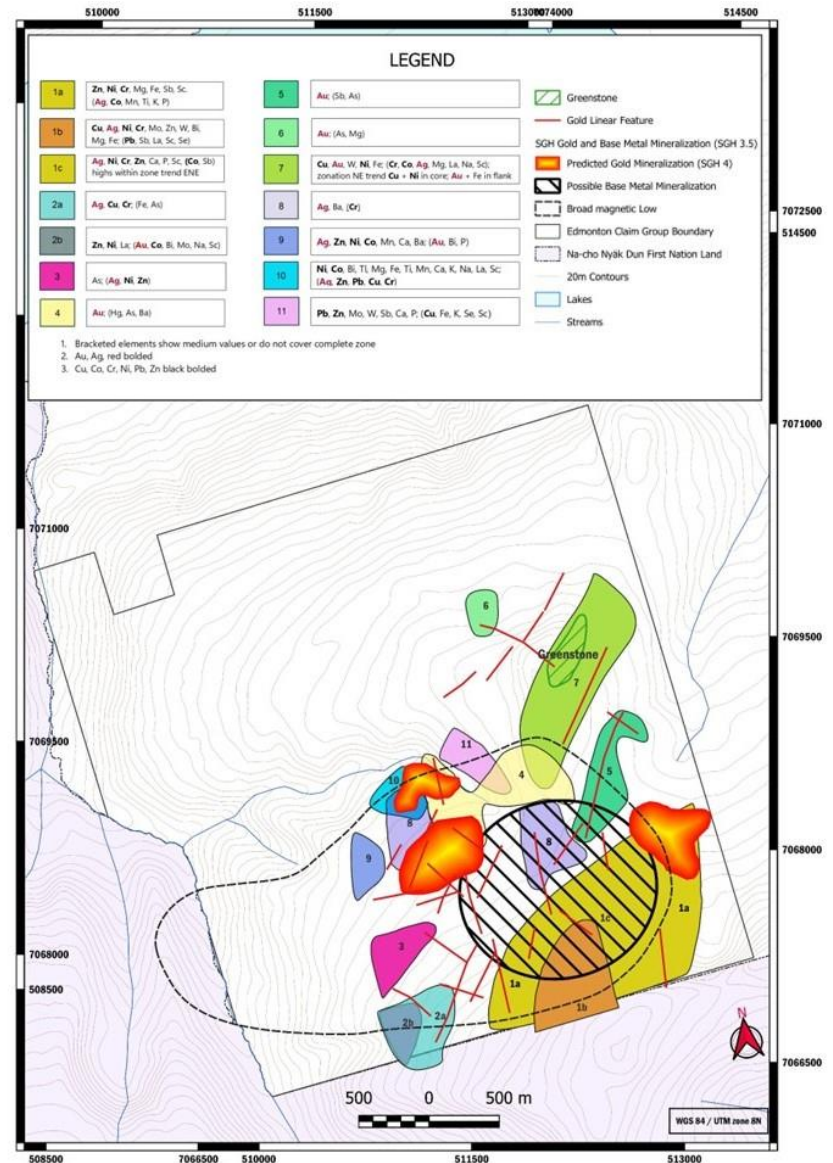 510000 511500 513000 7074000 514500
LEGEND
1a
Zn, Ni, Cr, Mg, Fe, Sb, Sc.
(Ag, Co, Mn, Ti, K, P)
1b
Cu, Ag, Ni, Cr, Mo, Zn, W, Bi,
Mg, Fe; (Pb, Sb, La, Sc, Se)
1c
Ag, Ni, Cr, Zn, Ca, P, Sc, (Co, Sb)
highs within zone trend ENE
2a
Ag, Cu, Cr; (Fe, As)
2b
Zn, Ni, La; (Au, Co, Bi, Mo, Na, Sc)
3
As; (Ag, Ni, Zn)
4
Au; (Hg, As, Ba)
5
Au; (Sb, As)
6
Au; (As, Mg)
7
Cu, Au, W, Ni, Fe; (Cr, Co, Ag, Mg, La, Na, Sc);
zonation NE trend Cu + Ni in core; Au + Fe in flank
8
Ag, Ba, (Cr)
9
Ag, Zn, Ni, Co, Mn, Ca, Ba; (Au, Bi, P)
10
Ni, Co, Bi, Tl, Mg, Fe, Ti, Mn, Ca, K, Na, La, Sc;
(Ag, Zn, Pb, Cu, Cr)
11
Pb, Zn, Mo, W, Sb, Ca, P; (Cu, Fe, K, Se, Sc)
Greenstone
Gold Linear Feature
SGH Gold and Base Metal Mineralization (SGH 3.5)
Predicted Gold Mineralization (SGH 4)
Possible Base Metal Mineralization
Broad magnetic Low
Edmonton Claim Group Boundary
Na-cho Nyäk Dun First Nation Land
20m Contours
Lakes
Streams
1. Bracketed elements show medium values or do not cover complete zone
2. Au, Ag, red bolded
3. Cu, Co, Cr, Ni, Pb, Zn black bolded
7072500
514500
7071000
7071000
6
7069500
Greenstone
7
7069500
11
10
4
5
8
8
7068000
9
1a
1c
3
7068000
508500
1a
2b
2a
1b
N
7066500
500 0 500 m
WGS 84 / UTM zone 8N
508500 7066500 510000 511500 513000